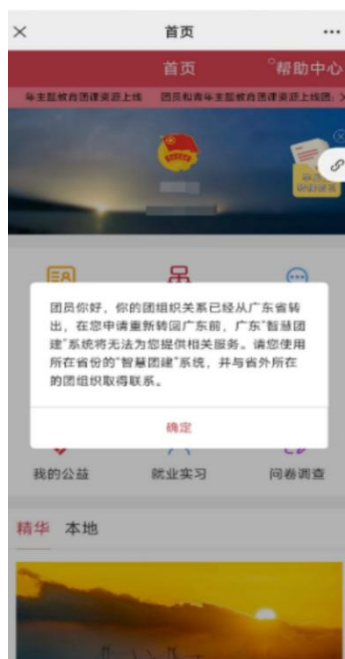 首页
首页
帮助中心
年主题教育团课资源上线 团员和青年主题教育团课资源上线团:
团员你好，你的团组织关系已经从广东省转
出，在您申请重新转回广东前，广东“智慧团
建”系统将无法为您提供相关服务。请您使用
所在省份的“智慧团建”系统，并与省外所在
的团组织取得联系。
确定
我的公益
就业实习
问卷调查
精华 本地